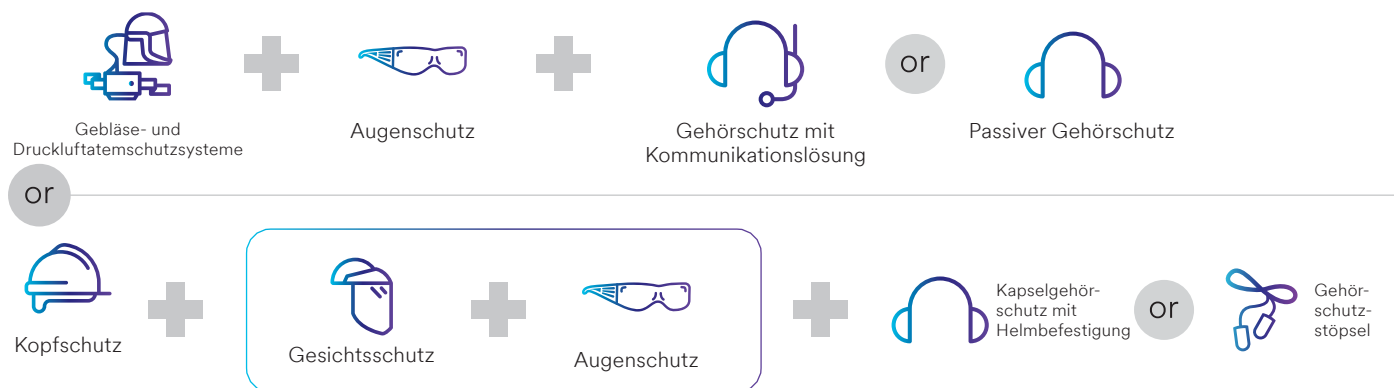 Gebläse- und
Druckluftatemschutzsysteme
Augenschutz
Gehörschutz mit
Kommunikationslösung
or
Passiver Gehörschutz
or
Kopfschutz
Gesichtsschutz
Augenschutz
Kapselgehör-
schutz mit
Helmbefestigung
or
Gehör-
schutz-
stöpsel